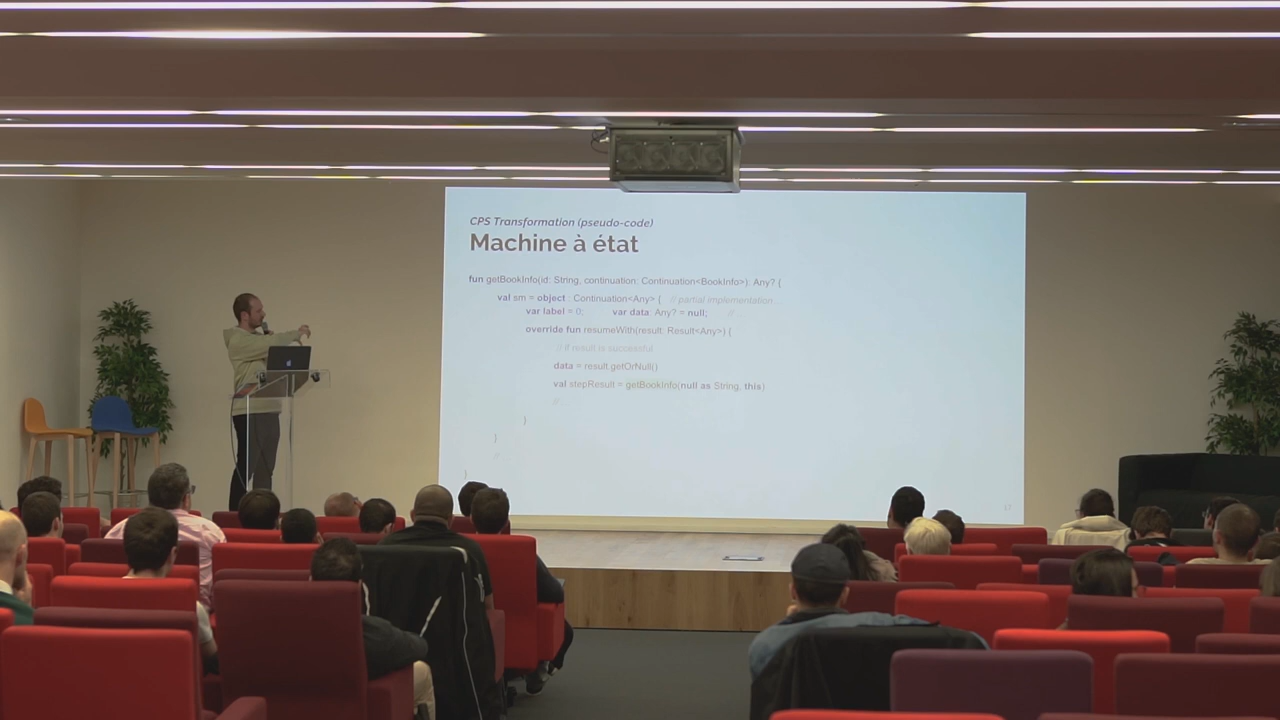 CPS Transformation (pseudo-code)
Machine à état
fun getBookInfo(id: String, continuation: Continuation<BookInfo>): Any? {
val sm = object : Continuation<Any> { // partial implementation...
var label = 0; var data: Any? = null; //
override fun resumeWith(result: Result<Any>) {
// if result is successful
data = result.getOrNull()
val stepResult = getBookInfo(null as String, this)
}
}
}
17